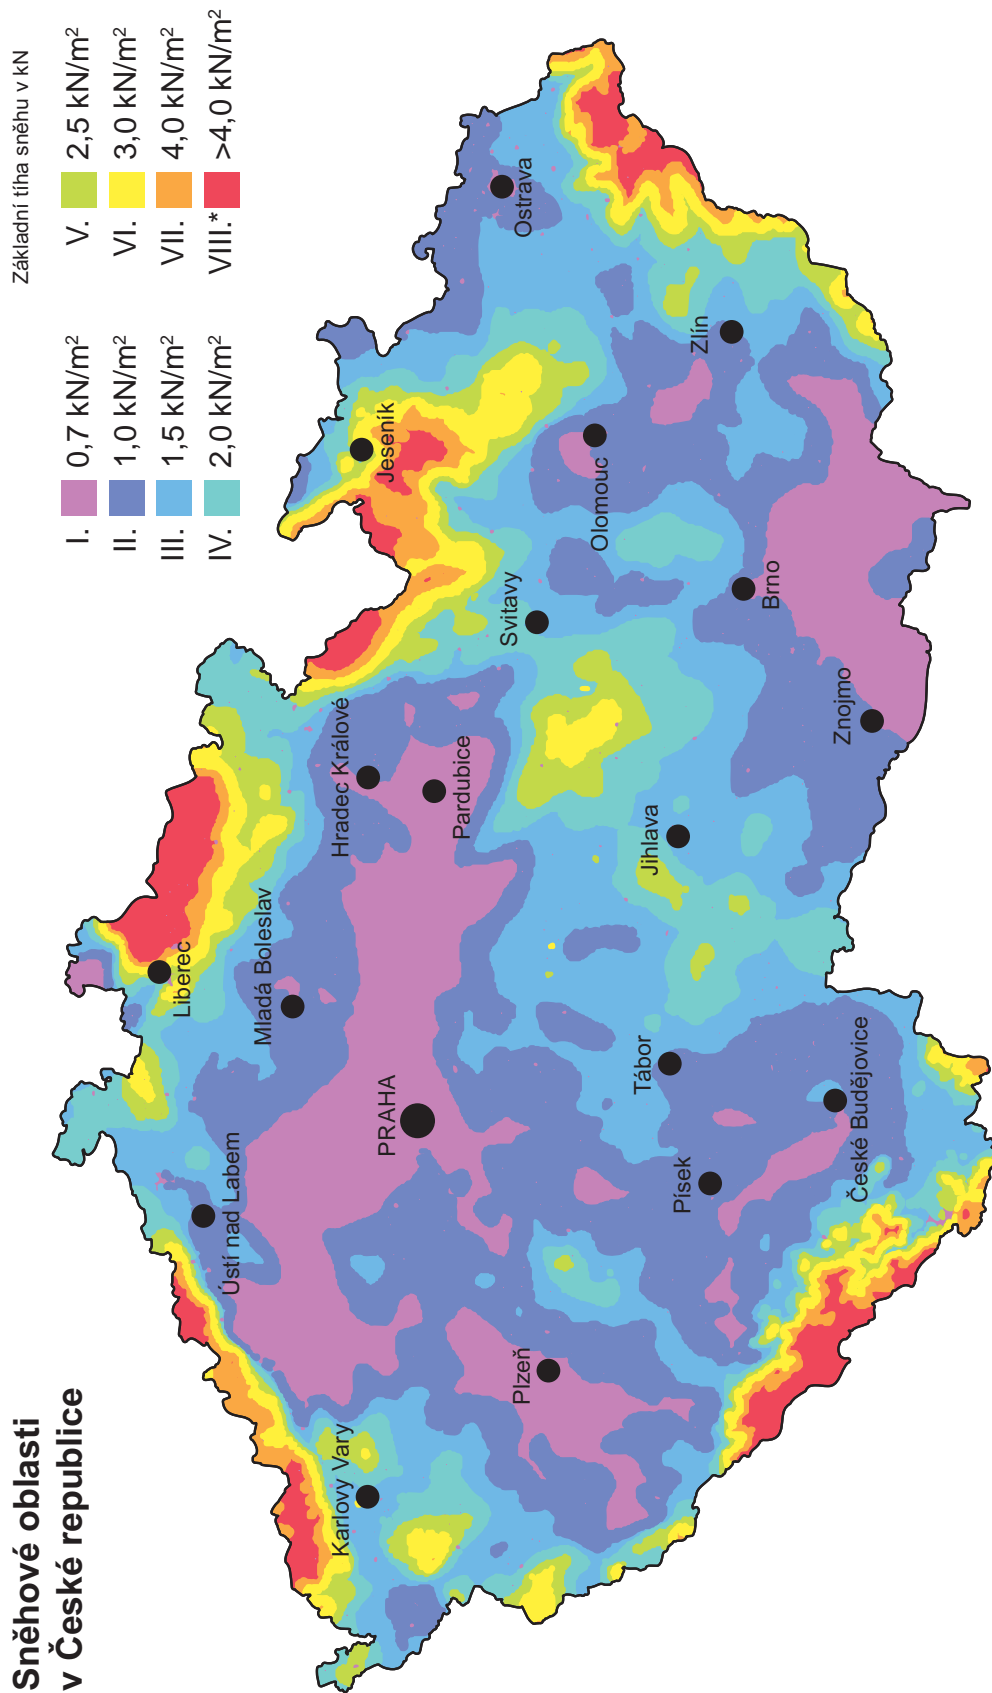 Sněhové oblasti
v České republice
Základní tíha sněhu v kN
I. 0,7 kN/m²
II. 1,0 kN/m²
III. 1,5 kN/m²
IV. 2,0 kN/m²
V. 2,5 kN/m²
VI. 3,0 kN/m²
VII. 4,0 kN/m²
VIII.* >4,0 kN/m²
Liberec
Ústí nad Labem
Mladá Boleslav
Jeseník
Karlovy Vary
Hradec Králové
PRAHA
Pardubice
Ostrava
Svitavy
Plzeň
Olomouc
Tábor
Jihlava
Písek
Zlín
Brno
České Budějovice
Znojmo